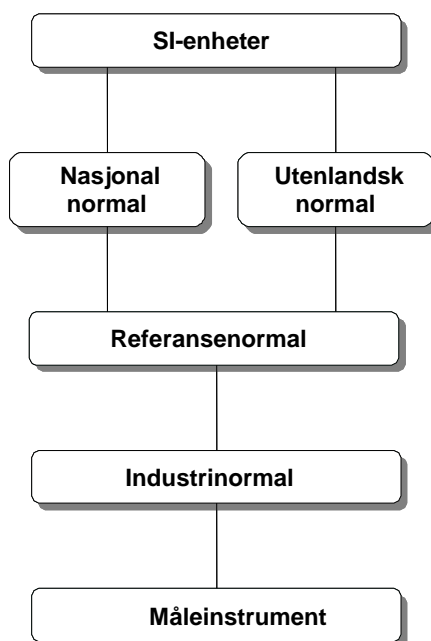 SI-enheter
Nasjonal
normal
Utenlandsk
normal
Referansenormal
Industrinormal
Måleinstrument